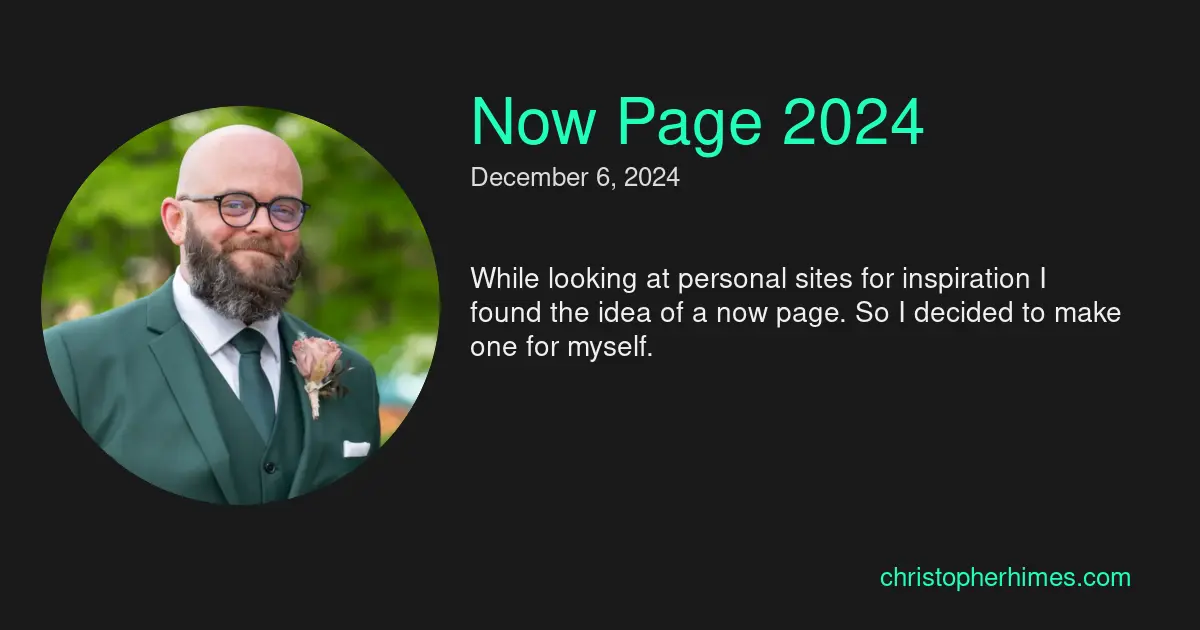 Now Page 2024
December 6, 2024
While looking at personal sites for inspiration I
found the idea of a now page. So I decided to make
one for myself.
christopherhimes.com